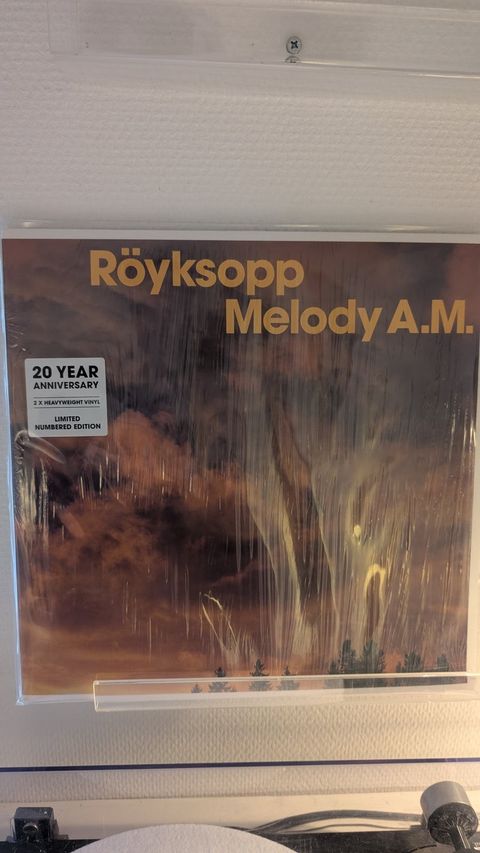 Röyksopp
Melody A.M.
20 YEAR
ANNIVERSARY
2 X HEAVYWEIGHT VINYL
LIMITED
NUMBERED EDITION